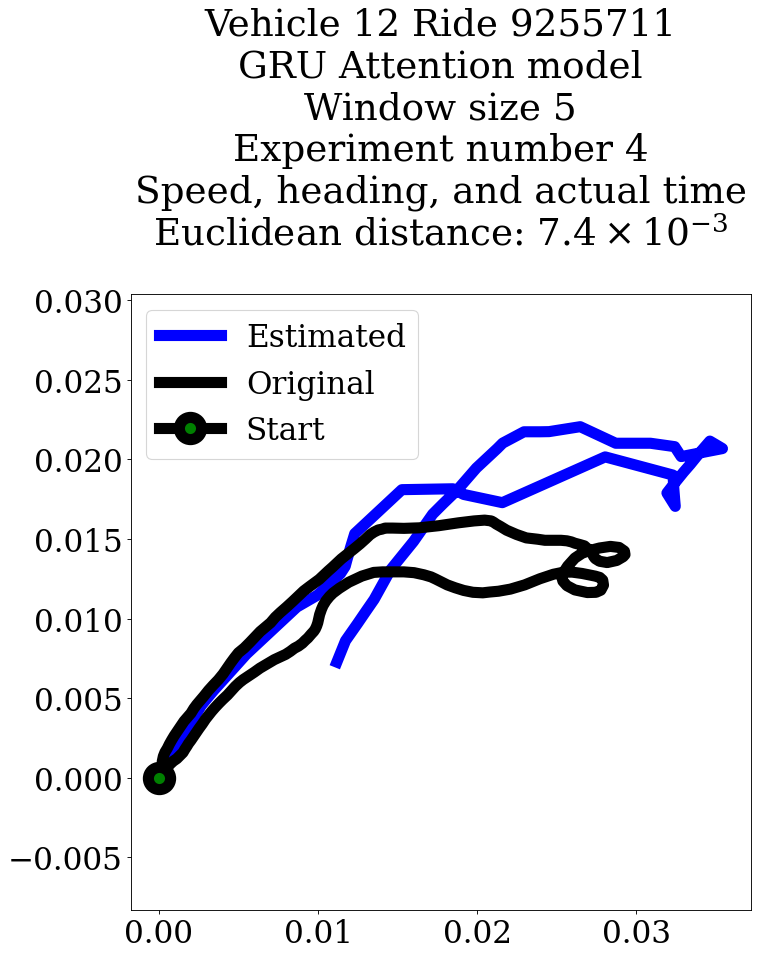 Vehicle 12 Ride 9255711
GRU Attention model
Window size 5
Experiment number 4
Speed, heading, and actual time
Euclidean distance: 7.4 × 10⁻³
0.030
0.025
0.020
0.015
0.010
0.005
0.000
−0.005
Estimated
Original
Start
0.00 0.01 0.02 0.03